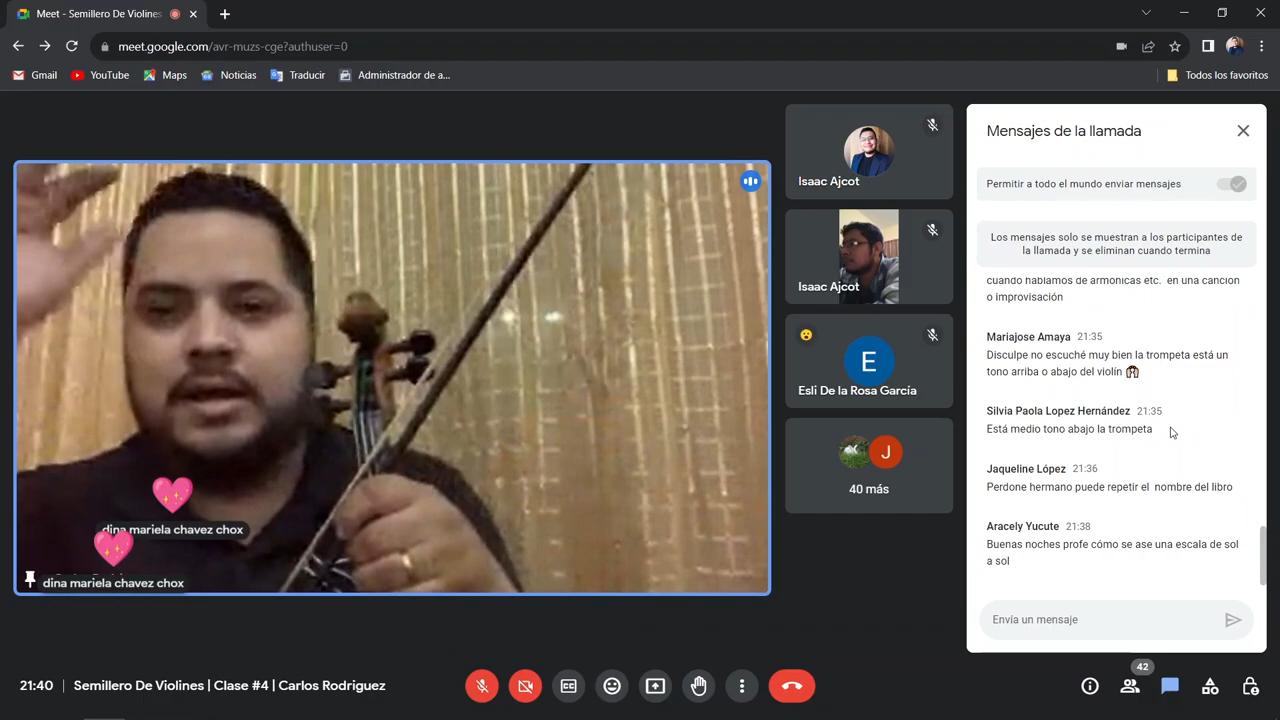 Meet - Semillero De Violines
meet.google.com/avr-muzs-cge?authuser=0
Gmail
YouTube
Maps
Noticias
Traducir
Administrador de a...
Todos los favoritos
dina mariela chavez chox
dina mariela chavez chox
Isaac Ajcot
Isaac Ajcot
E
Esli De la Rosa García
J
40 más
Mensajes de la llamada
Permitir a todo el mundo enviar mensajes
Los mensajes solo se muestran a los participantes de
la llamada y se eliminan cuando termina
cuando hablamos de armonicas etc. en una cancion
o improvisación
Mariajose Amaya 21:35
Disculpe no escuché muy bien la trompeta está un
tono arriba o abajo del violín
Silvia Paola Lopez Hernández 21:35
Está medio tono abajo la trompeta
Jaqueline López 21:36
Perdone hermano puede repetir el nombre del libro
Aracely Yucute 21:38
Buenas noches profe cómo se ase una escala de sol
a sol
Envía un mensaje
21:40 | Semillero De Violines | Clase #4 | Carlos Rodriguez
42